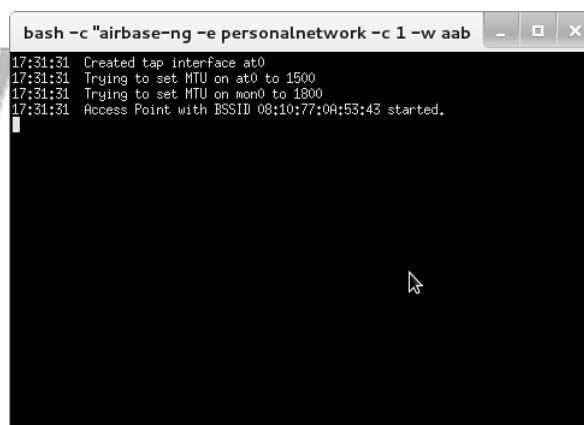 bash -c "airbase-ng -e personalnetwork -c 1 -w aab
17:31:31 Created tap interface at0
17:31:31 Trying to set MTU on at0 to 1500
17:31:31 Trying to set MTU on mon0 to 1800
17:31:31 Access Point with BSSID 08:10:77:0A:53:43 started.